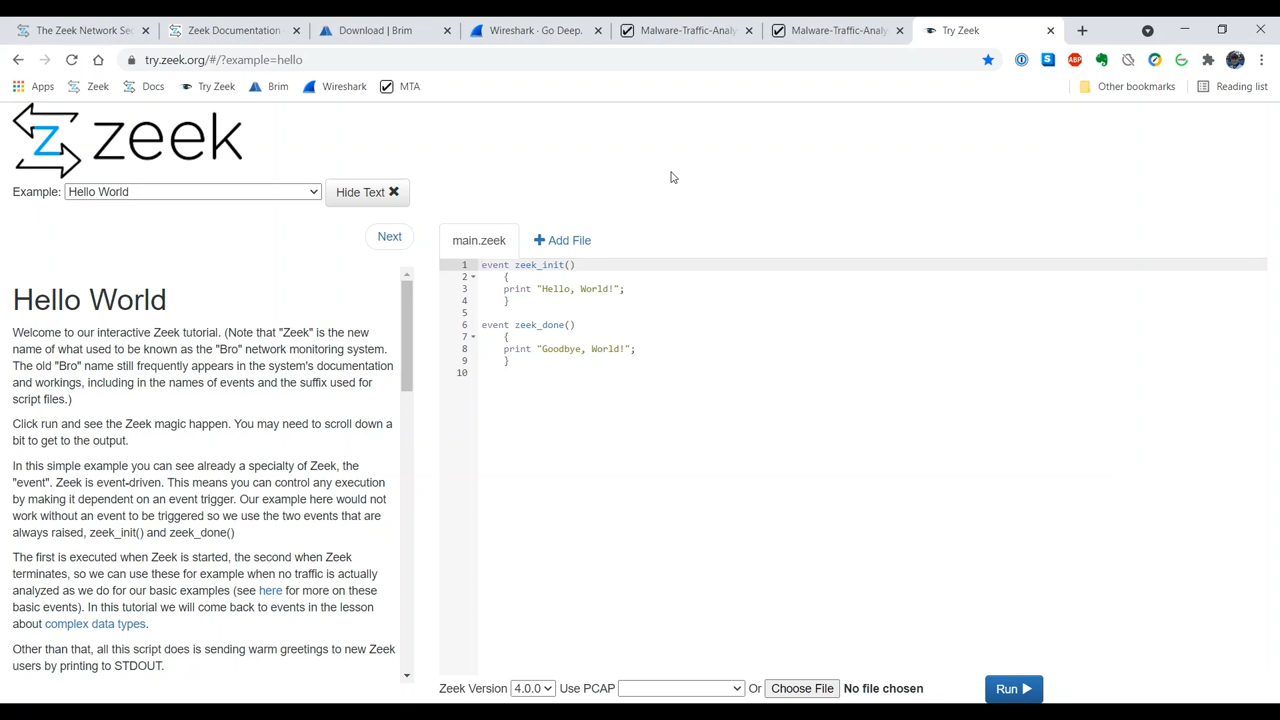 The Zeek Network Sec
Zeek Documentation
Download | Brim
Wireshark · Go Deep.
Malware-Traffic-Analy
Malware-Traffic-Analy
Try Zeek
try.zeek.org/#/?example=hello
Apps
Zeek
Docs
Try Zeek
Brim
Wireshark
MTA
Other bookmarks
Reading list
zeek
Example: Hello World
Hide Text ✖
Next
main.zeek
+ Add File
Hello World
Welcome to our interactive Zeek tutorial. (Note that "Zeek" is the new
name of what used to be known as the "Bro" network monitoring system.
The old "Bro" name still frequently appears in the system's documentation
and workings, including in the names of events and the suffix used for
script files.)
Click run and see the Zeek magic happen. You may need to scroll down a
bit to get to the output.
In this simple example you can see already a specialty of Zeek, the
"event". Zeek is event-driven. This means you can control any execution
by making it dependent on an event trigger. Our example here would not
work without an event to be triggered so we use the two events that are
always raised, zeek_init() and zeek_done()
The first is executed when Zeek is started, the second when Zeek
terminates, so we can use these for example when no traffic is actually
analyzed as we do for our basic examples (see here for more on these
basic events). In this tutorial we will come back to events in the lesson
about complex data types.
Other than that, all this script does is sending warm greetings to new Zeek
users by printing to STDOUT.
1 event zeek_init()
2 {
3 print "Hello, World!";
4 }
5
6 event zeek_done()
7 {
8 print "Goodbye, World!";
9 }
10
Zeek Version 4.0.0 Use PCAP Or Choose File No file chosen
Run